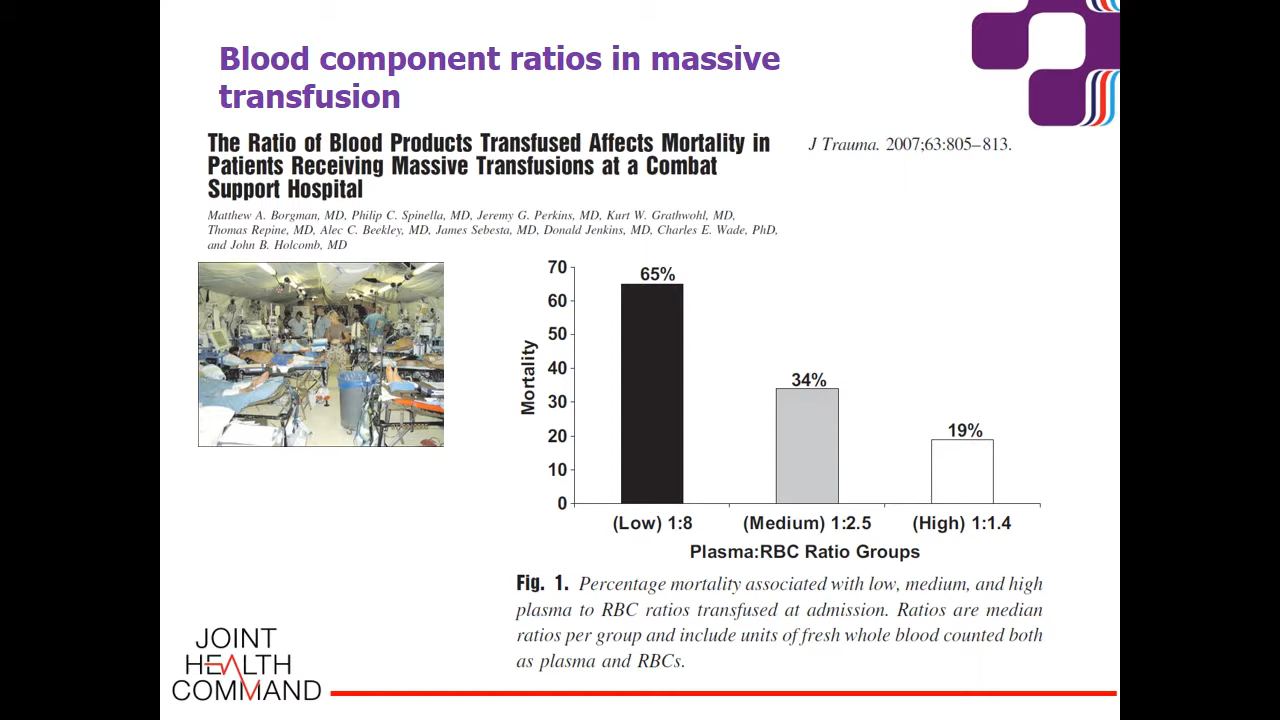 Blood component ratios in massive
transfusion
The Ratio of Blood Products Transfused Affects Mortality in
Patients Receiving Massive Transfusions at a Combat
Support Hospital
J Trauma. 2007;63:805–813.
Matthew A. Borgman, MD, Philip C. Spinella, MD, Jeremy G. Perkins, MD, Kurt W. Grathwohl, MD,
Thomas Repine, MD, Alec C. Beekley, MD, James Sebesta, MD, Donald Jenkins, MD, Charles E. Wade, PhD,
and John B. Holcomb, MD
70
60
50
40
30
20
10
0
Mortality
65%
34%
19%
(Low) 1:8
(Medium) 1:2.5
(High) 1:1.4
Plasma:RBC Ratio Groups
Fig. 1. Percentage mortality associated with low, medium, and high
plasma to RBC ratios transfused at admission. Ratios are median
ratios per group and include units of fresh whole blood counted both
as plasma and RBCs.
JOINT
HEALTH
COMMAND